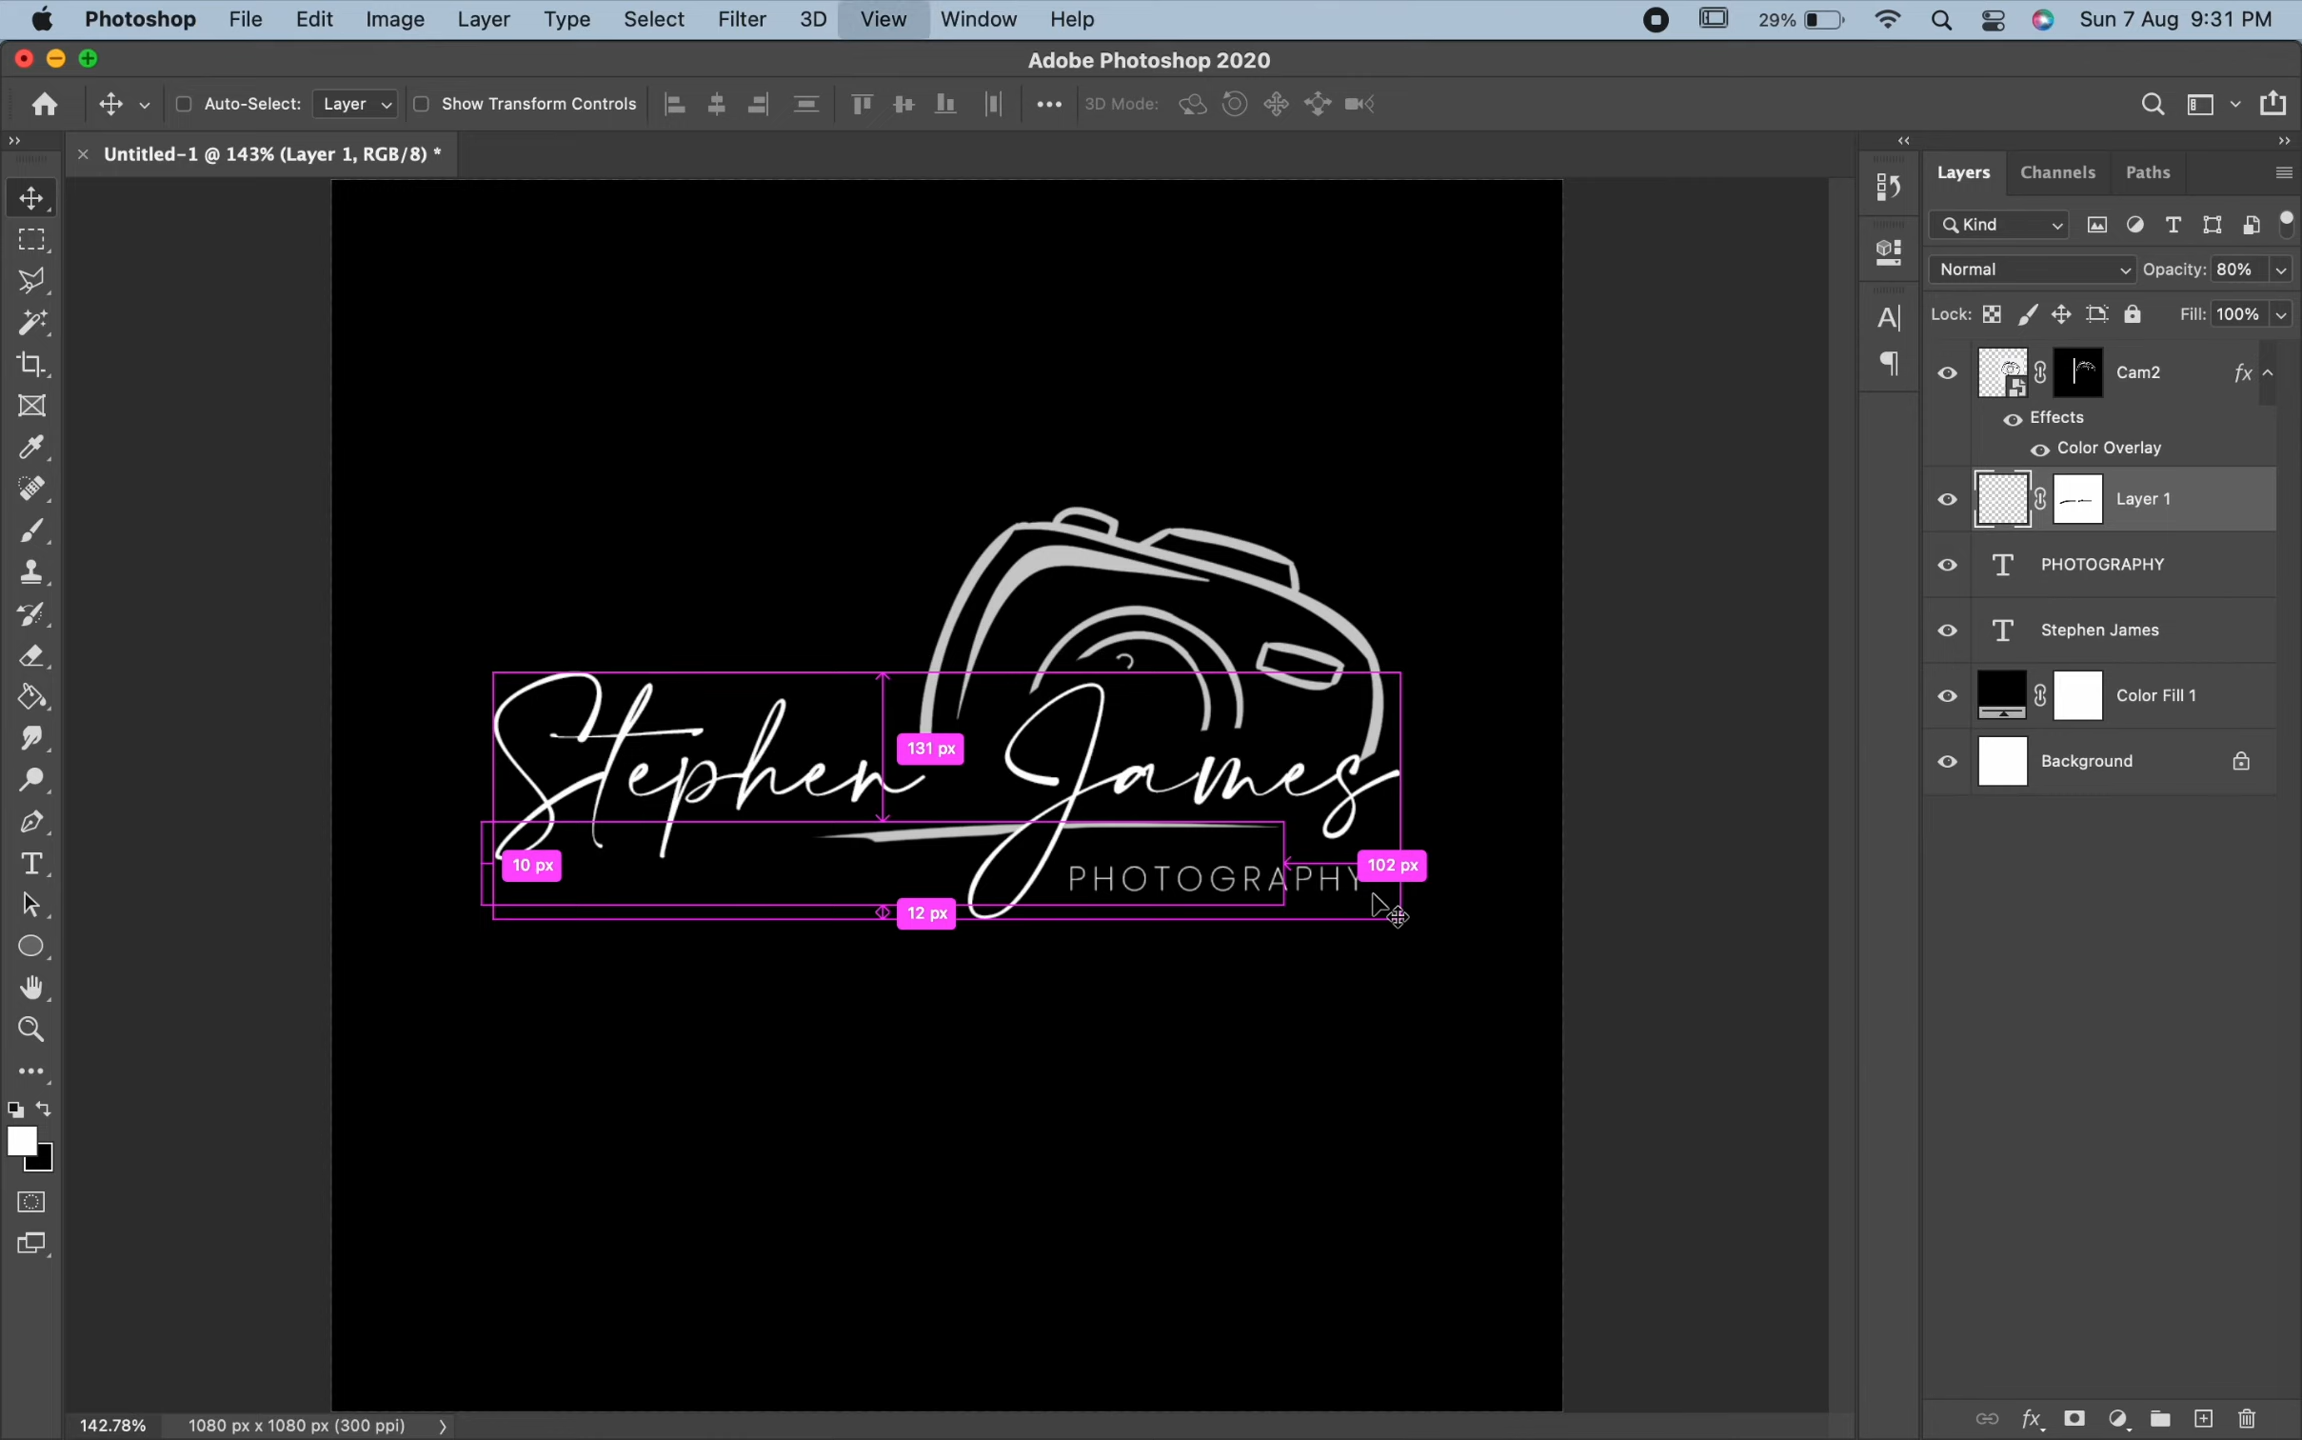 Photoshop File Edit Image Layer Type Select Filter 3D View Window Help 29% Sun 7 Aug 9:31 PM
Adobe Photoshop 2020
Auto-Select: Layer Show Transform Controls 3D Mode:
Untitled-1 @ 143% (Layer 1, RGB/8) *
Layers Channels Paths
Kind
Normal Opacity: 80%
Lock: Fill: 100%
Cam2 fx
Effects
Color Overlay
Layer 1
PHOTOGRAPHY
Stephen James
Color Fill 1
Background
Stephen James
131 px
10 px
102 px
PHOTOGRAPHY
12 px
142.78% 1080 px x 1080 px (300 ppi)
fx